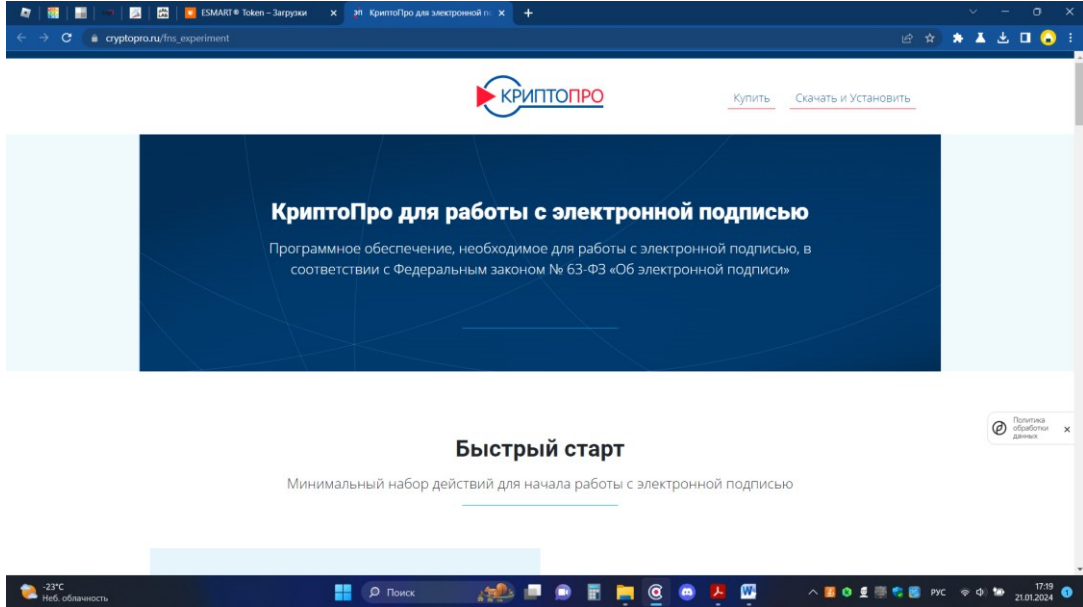 ESMART® Token – Загрузки
КриптоПро для электронной п
cryptopro.ru/fns_experiment
КРИПТОПРО
Купить
Скачать и Установить
КриптоПро для работы с электронной подписью
Программное обеспечение, необходимое для работы с электронной подписью, в
соответствии с Федеральным законом № 63-ФЗ «Об электронной подписи»
Политика
обработки
данных
Быстрый старт
Минимальный набор действий для начала работы с электронной подписью
-23°C
Неб. облачность
Поиск
РУС
17:19
21.01.2024